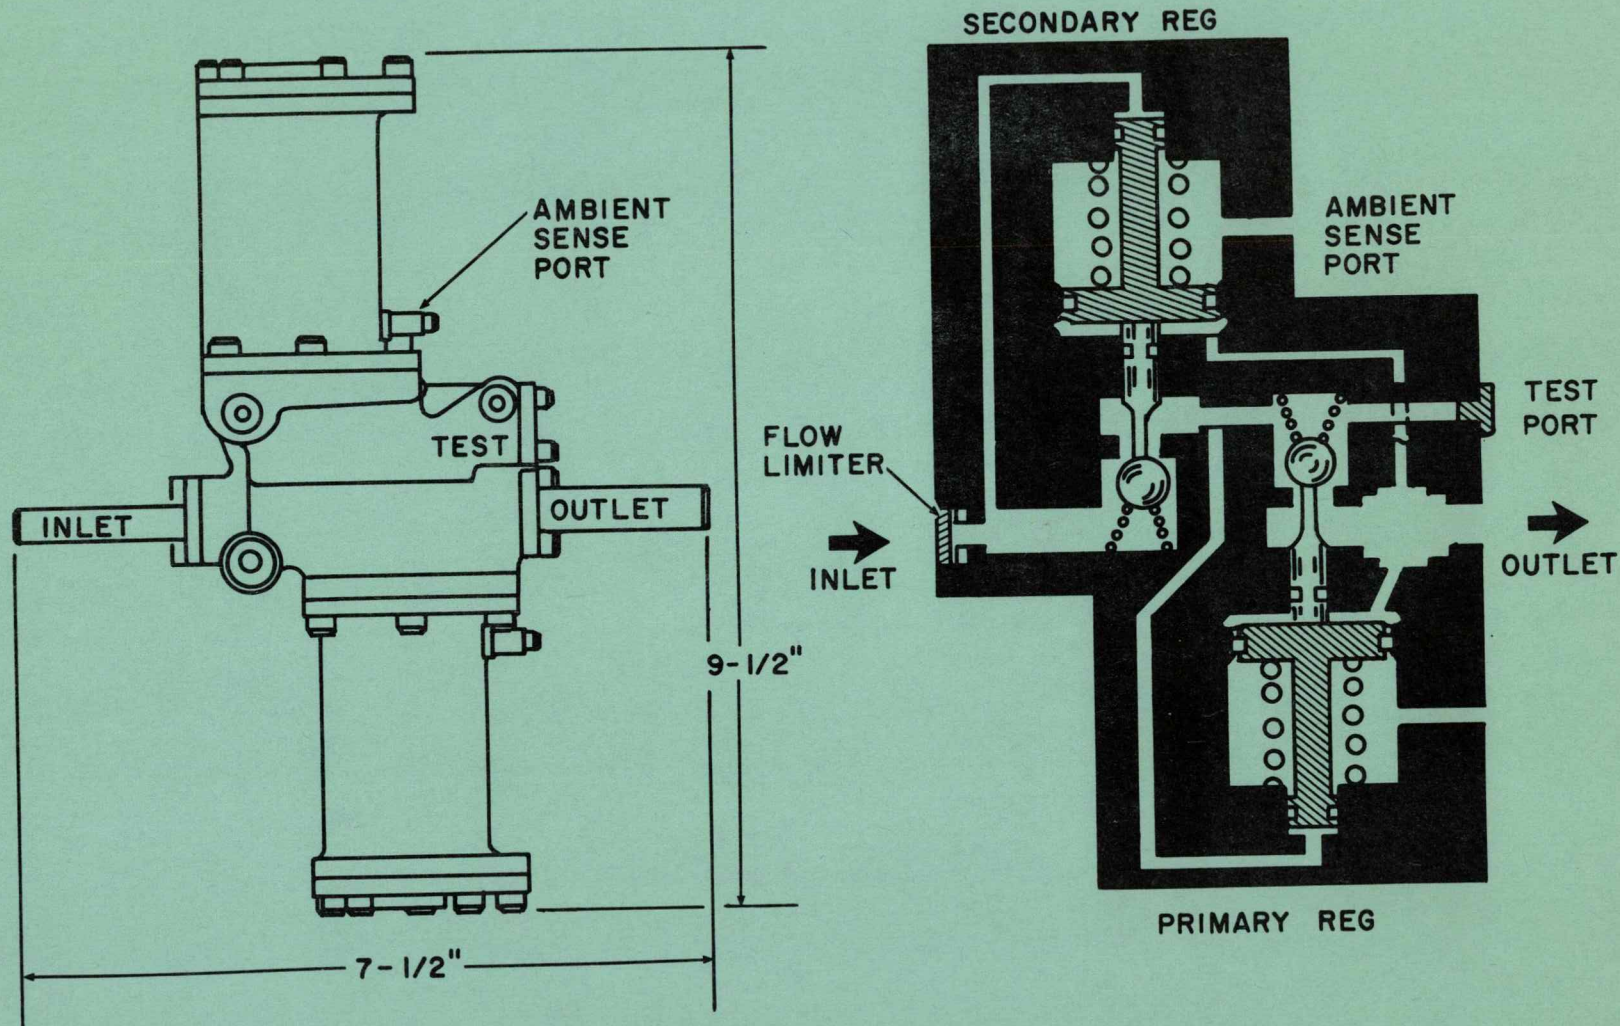 AMBIENT
SENSE
PORT
TEST
INLET
OUTLET
9-1/2"
7-1/2"
SECONDARY REG
AMBIENT
SENSE
PORT
TEST
PORT
FLOW
LIMITER
INLET
OUTLET
PRIMARY REG